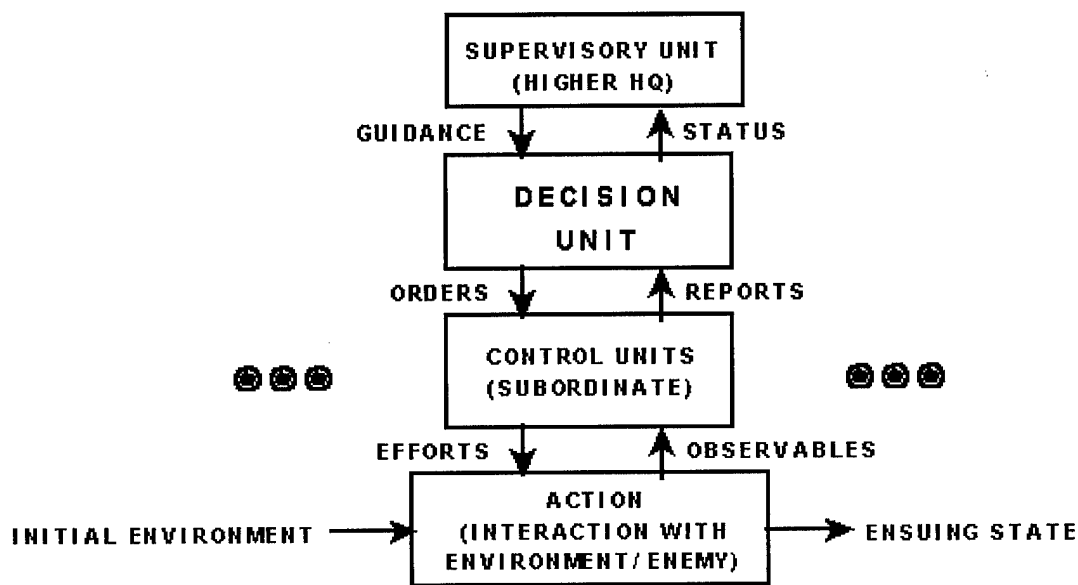 SUPERVISORY UNIT
(HIGHER HQ)
GUIDANCE
STATUS
DECISION
UNIT
ORDERS
REPORTS
CONTROL UNITS
(SUBORDINATE)
EFFORTS
OBSERVABLES
INITIAL ENVIRONMENT
ACTION
(INTERACTION WITH
ENVIRONMENT/ENEMY)
ENSUING STATE